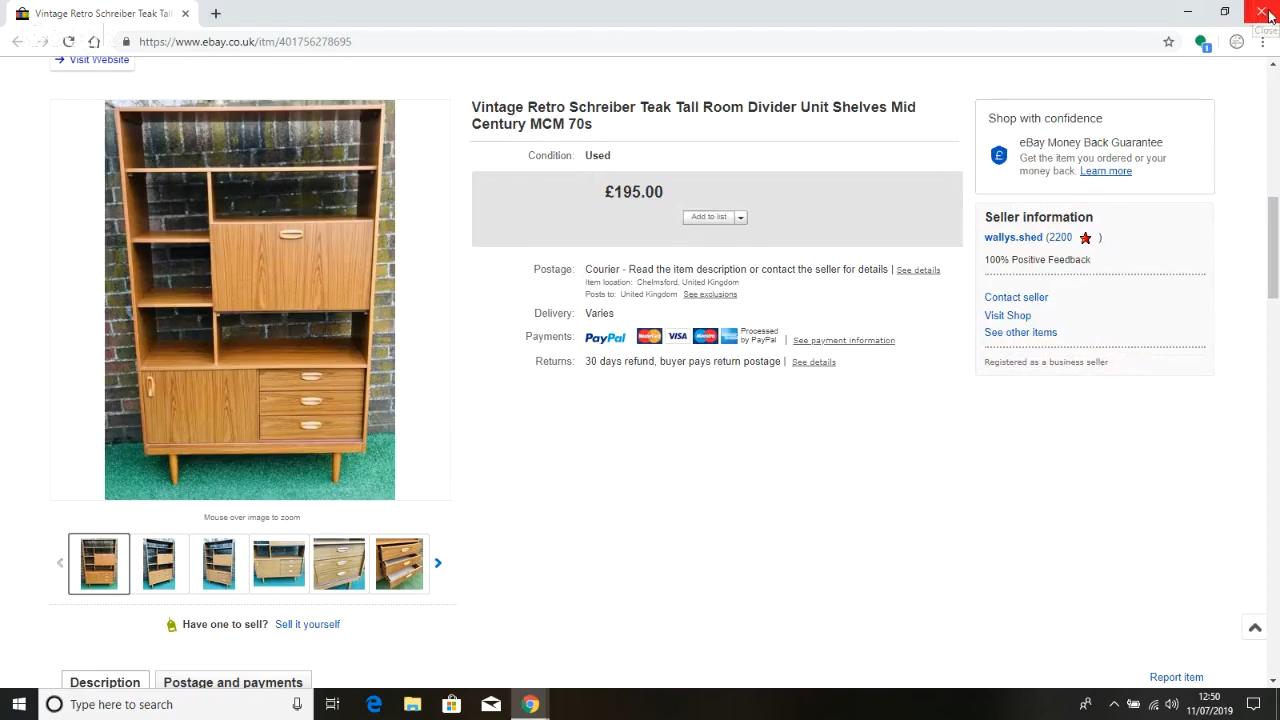 Vintage Retro Schreiber Teak Tall
https://www.ebay.co.uk/itm/401756278695
1
Close
→ Visit Website
Vintage Retro Schreiber Teak Tall Room Divider Unit Shelves Mid
Century MCM 70s
Condition: Used
£195.00
Add to list
Postage: Courier - Read the item description or contact the seller for details | See details
Item location: Chelmsford, United Kingdom
Posts to: United Kingdom See exclusions
Delivery: Varies
Payments: PayPal MasterCard VISA Maestro Processed by PayPal | See payment information
Returns: 30 days refund, buyer pays return postage | See details
Shop with confidence
£
eBay Money Back Guarantee
Get the item you ordered or your
money back. Learn more
Seller information
wallys.shed (2200 )
100% Positive Feedback
Contact seller
Visit Shop
See other items
Registered as a business seller
Mouse over image to zoom
Have one to sell? Sell it yourself
Description
Postage and payments
Report item
Type here to search
12:50
11/07/2019